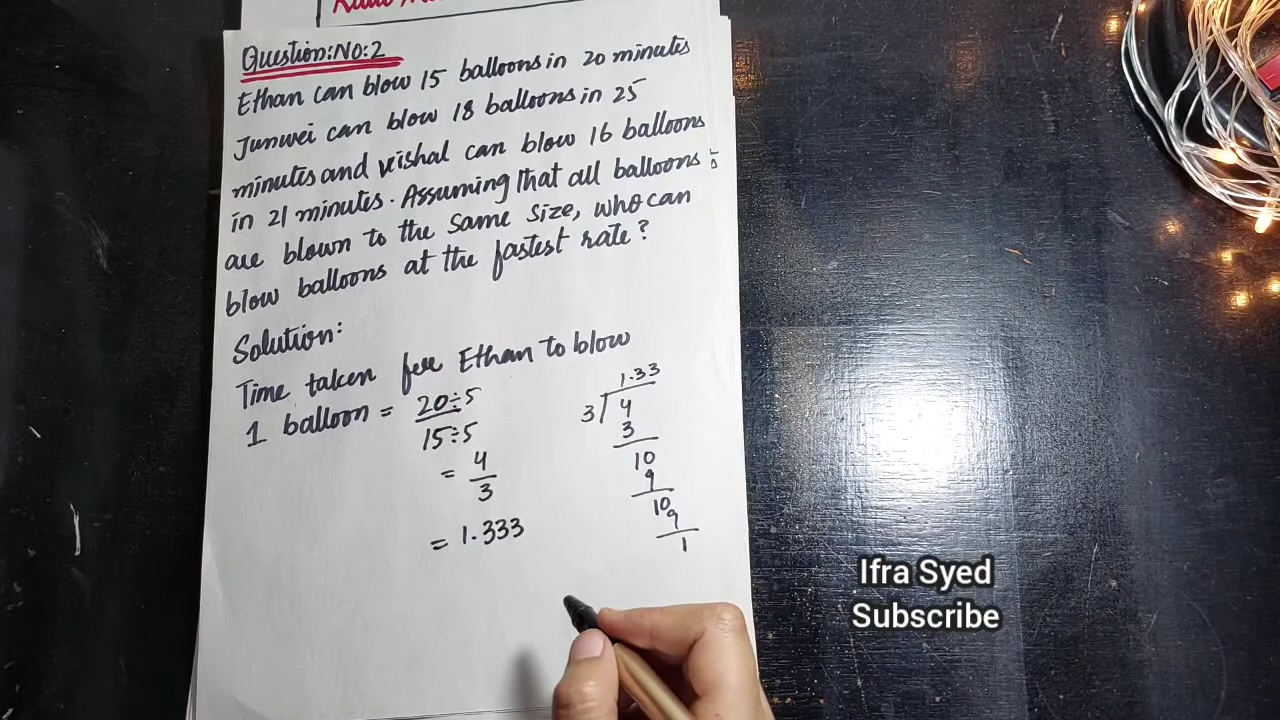 Question:No:2
Ethan can blow 15 balloons in 20 minutes
Junwei can blow 18 balloons in 25
minutes and vishal can blow 16 balloons
in 21 minutes. Assuming that all balloons
are blown to the same size, who can
blow balloons at the fastest rate?
Solution:
Time taken for Ethan to blow
1 balloon = 20÷5
15÷5
= 4
3
= 1.333
1.33
3 4
3
10
9
10
9
1
Ifra Syed
Subscribe